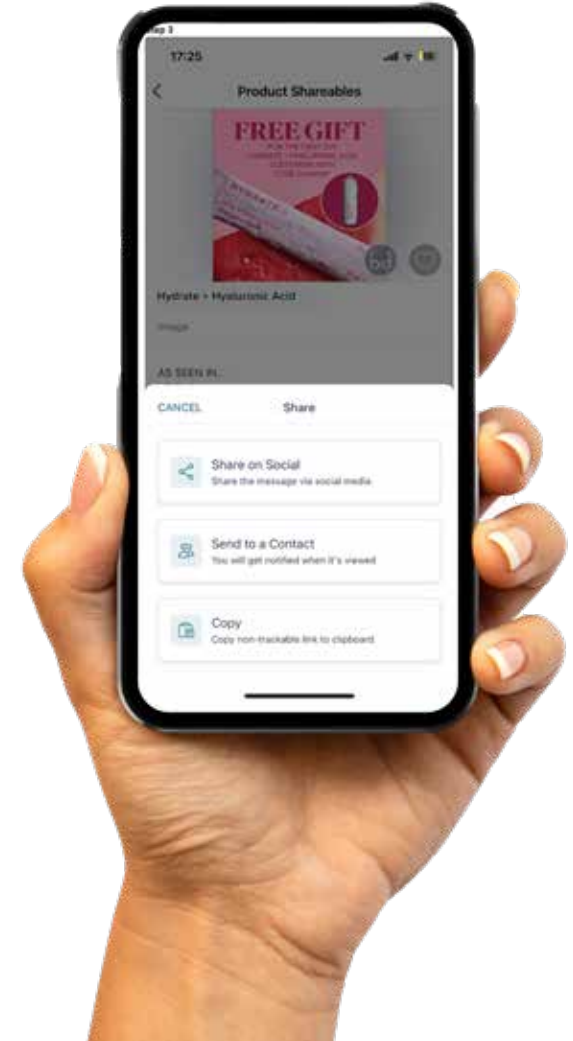 17:25
Product Shareables
FREE GIFT
Hydrate + Hyaluronic Acid
Image
AS SEEN IN..
CANCEL
Share
Share on Social
Share the message via social media
Send to a Contact
You will get notified when it's viewed
Copy
Copy non-trackable link to clipboard